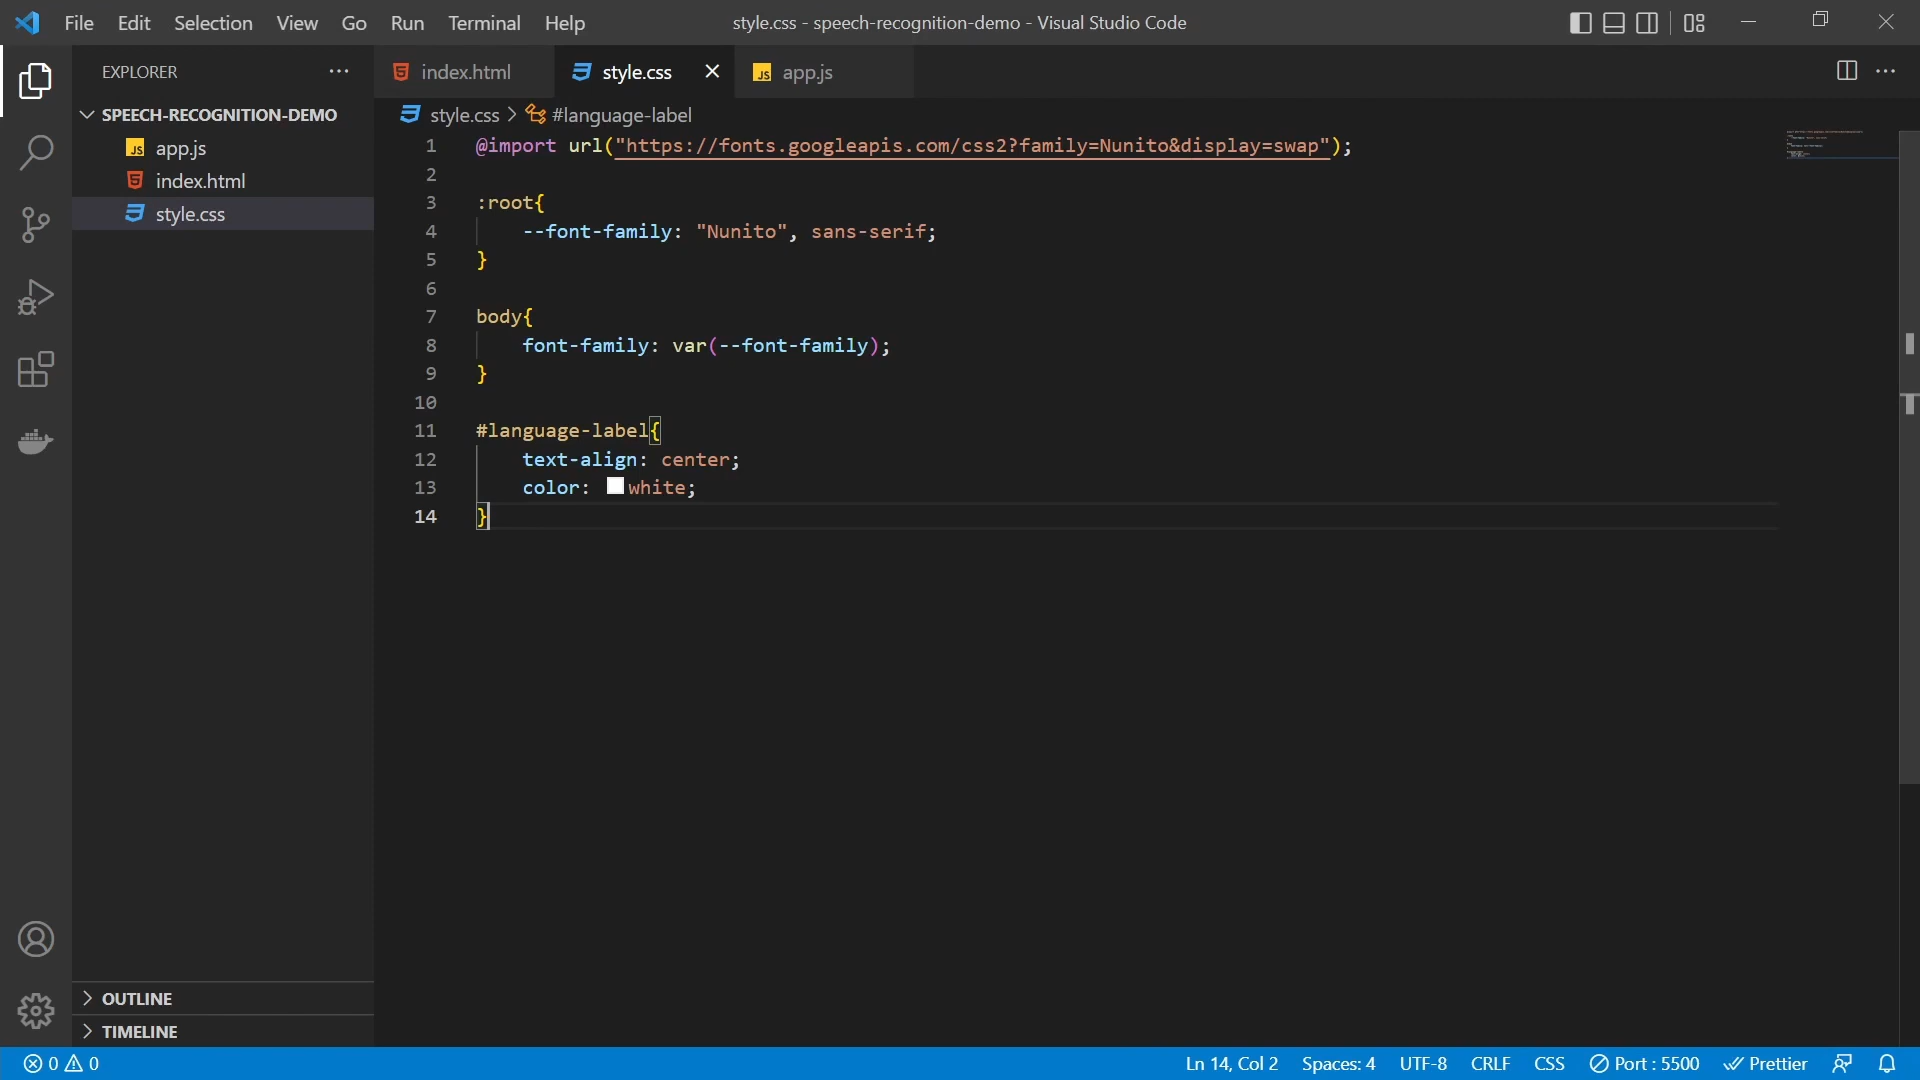 File Edit Selection View Go Run Terminal Help
style.css - speech-recognition-demo - Visual Studio Code
EXPLORER
index.html
style.css
JS app.js
SPEECH-RECOGNITION-DEMO
JS app.js
index.html
style.css
style.css > #language-label
1 @import url("https://fonts.googleapis.com/css2?family=Nunito&display=swap");
2
3 :root{
4 --font-family: "Nunito", sans-serif;
5 }
6
7 body{
8 font-family: var(--font-family);
9 }
10
11 #language-label{
12 text-align: center;
13 color: white;
14 }
OUTLINE
TIMELINE
0 0
Ln 14, Col 2 Spaces: 4 UTF-8 CRLF CSS Port : 5500 Prettier